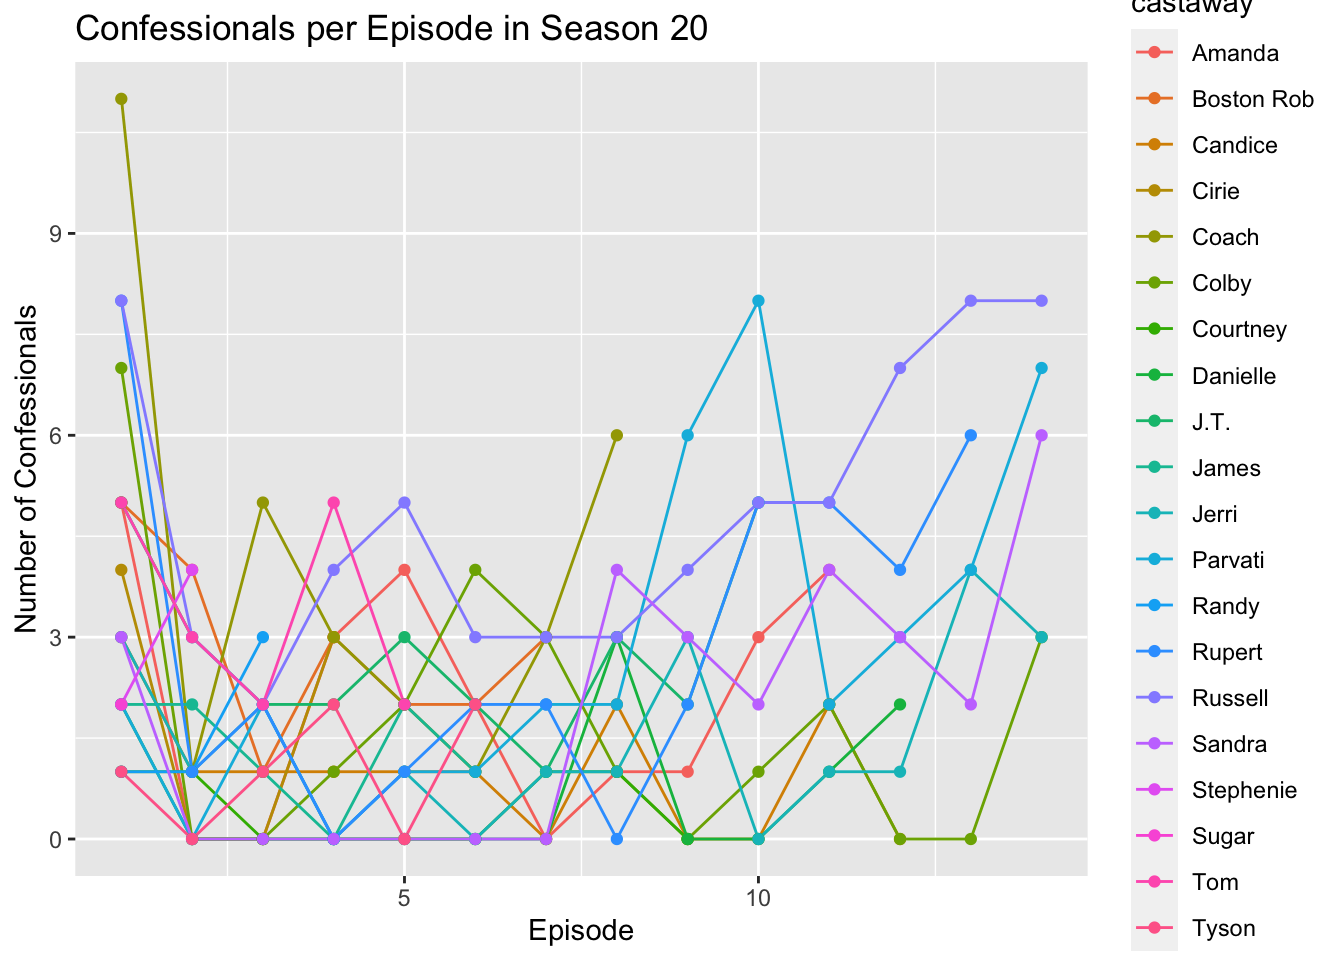 Confessionals per Episode in Season 20
castaway
Amanda
Boston Rob
Candice
Cirie
Coach
Colby
Courtney
Danielle
J.T.
James
Jerri
Parvati
Randy
Rupert
Russell
Sandra
Stephenie
Sugar
Tom
Tyson
Number of Confessionals
9
6
3
0
5
10
Episode